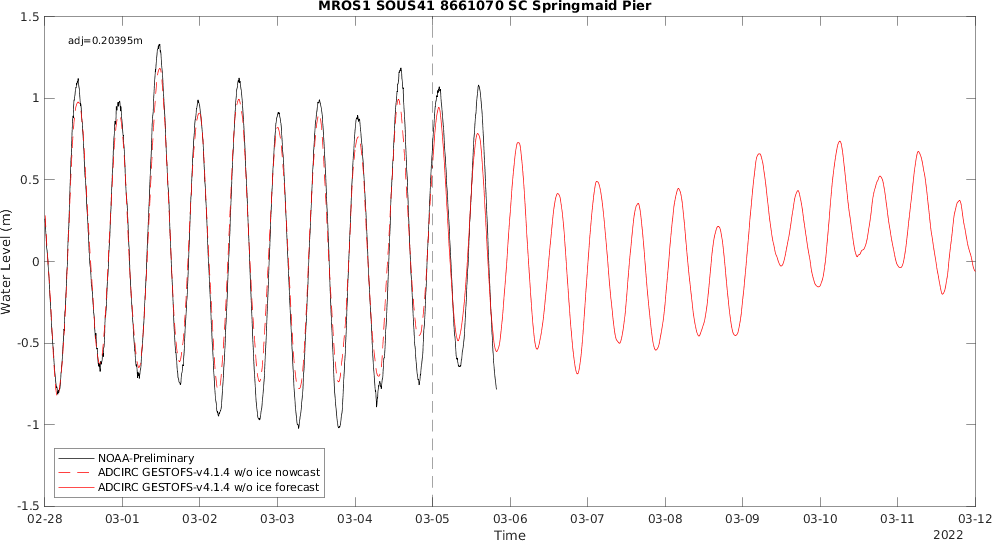 MROS1 SOUS41 8661070 SC Springmaid Pier
1.5
adj=0.20395m
1
0.5
0
-0.5
-1
-1.5
Water Level (m)
NOAA-Preliminary
ADCIRC GESTOFS-v4.1.4 w/o ice nowcast
ADCIRC GESTOFS-v4.1.4 w/o ice forecast
02-28 03-01 03-02 03-03 03-04 03-05 03-06 03-07 03-08 03-09 03-10 03-11 03-12
Time
2022